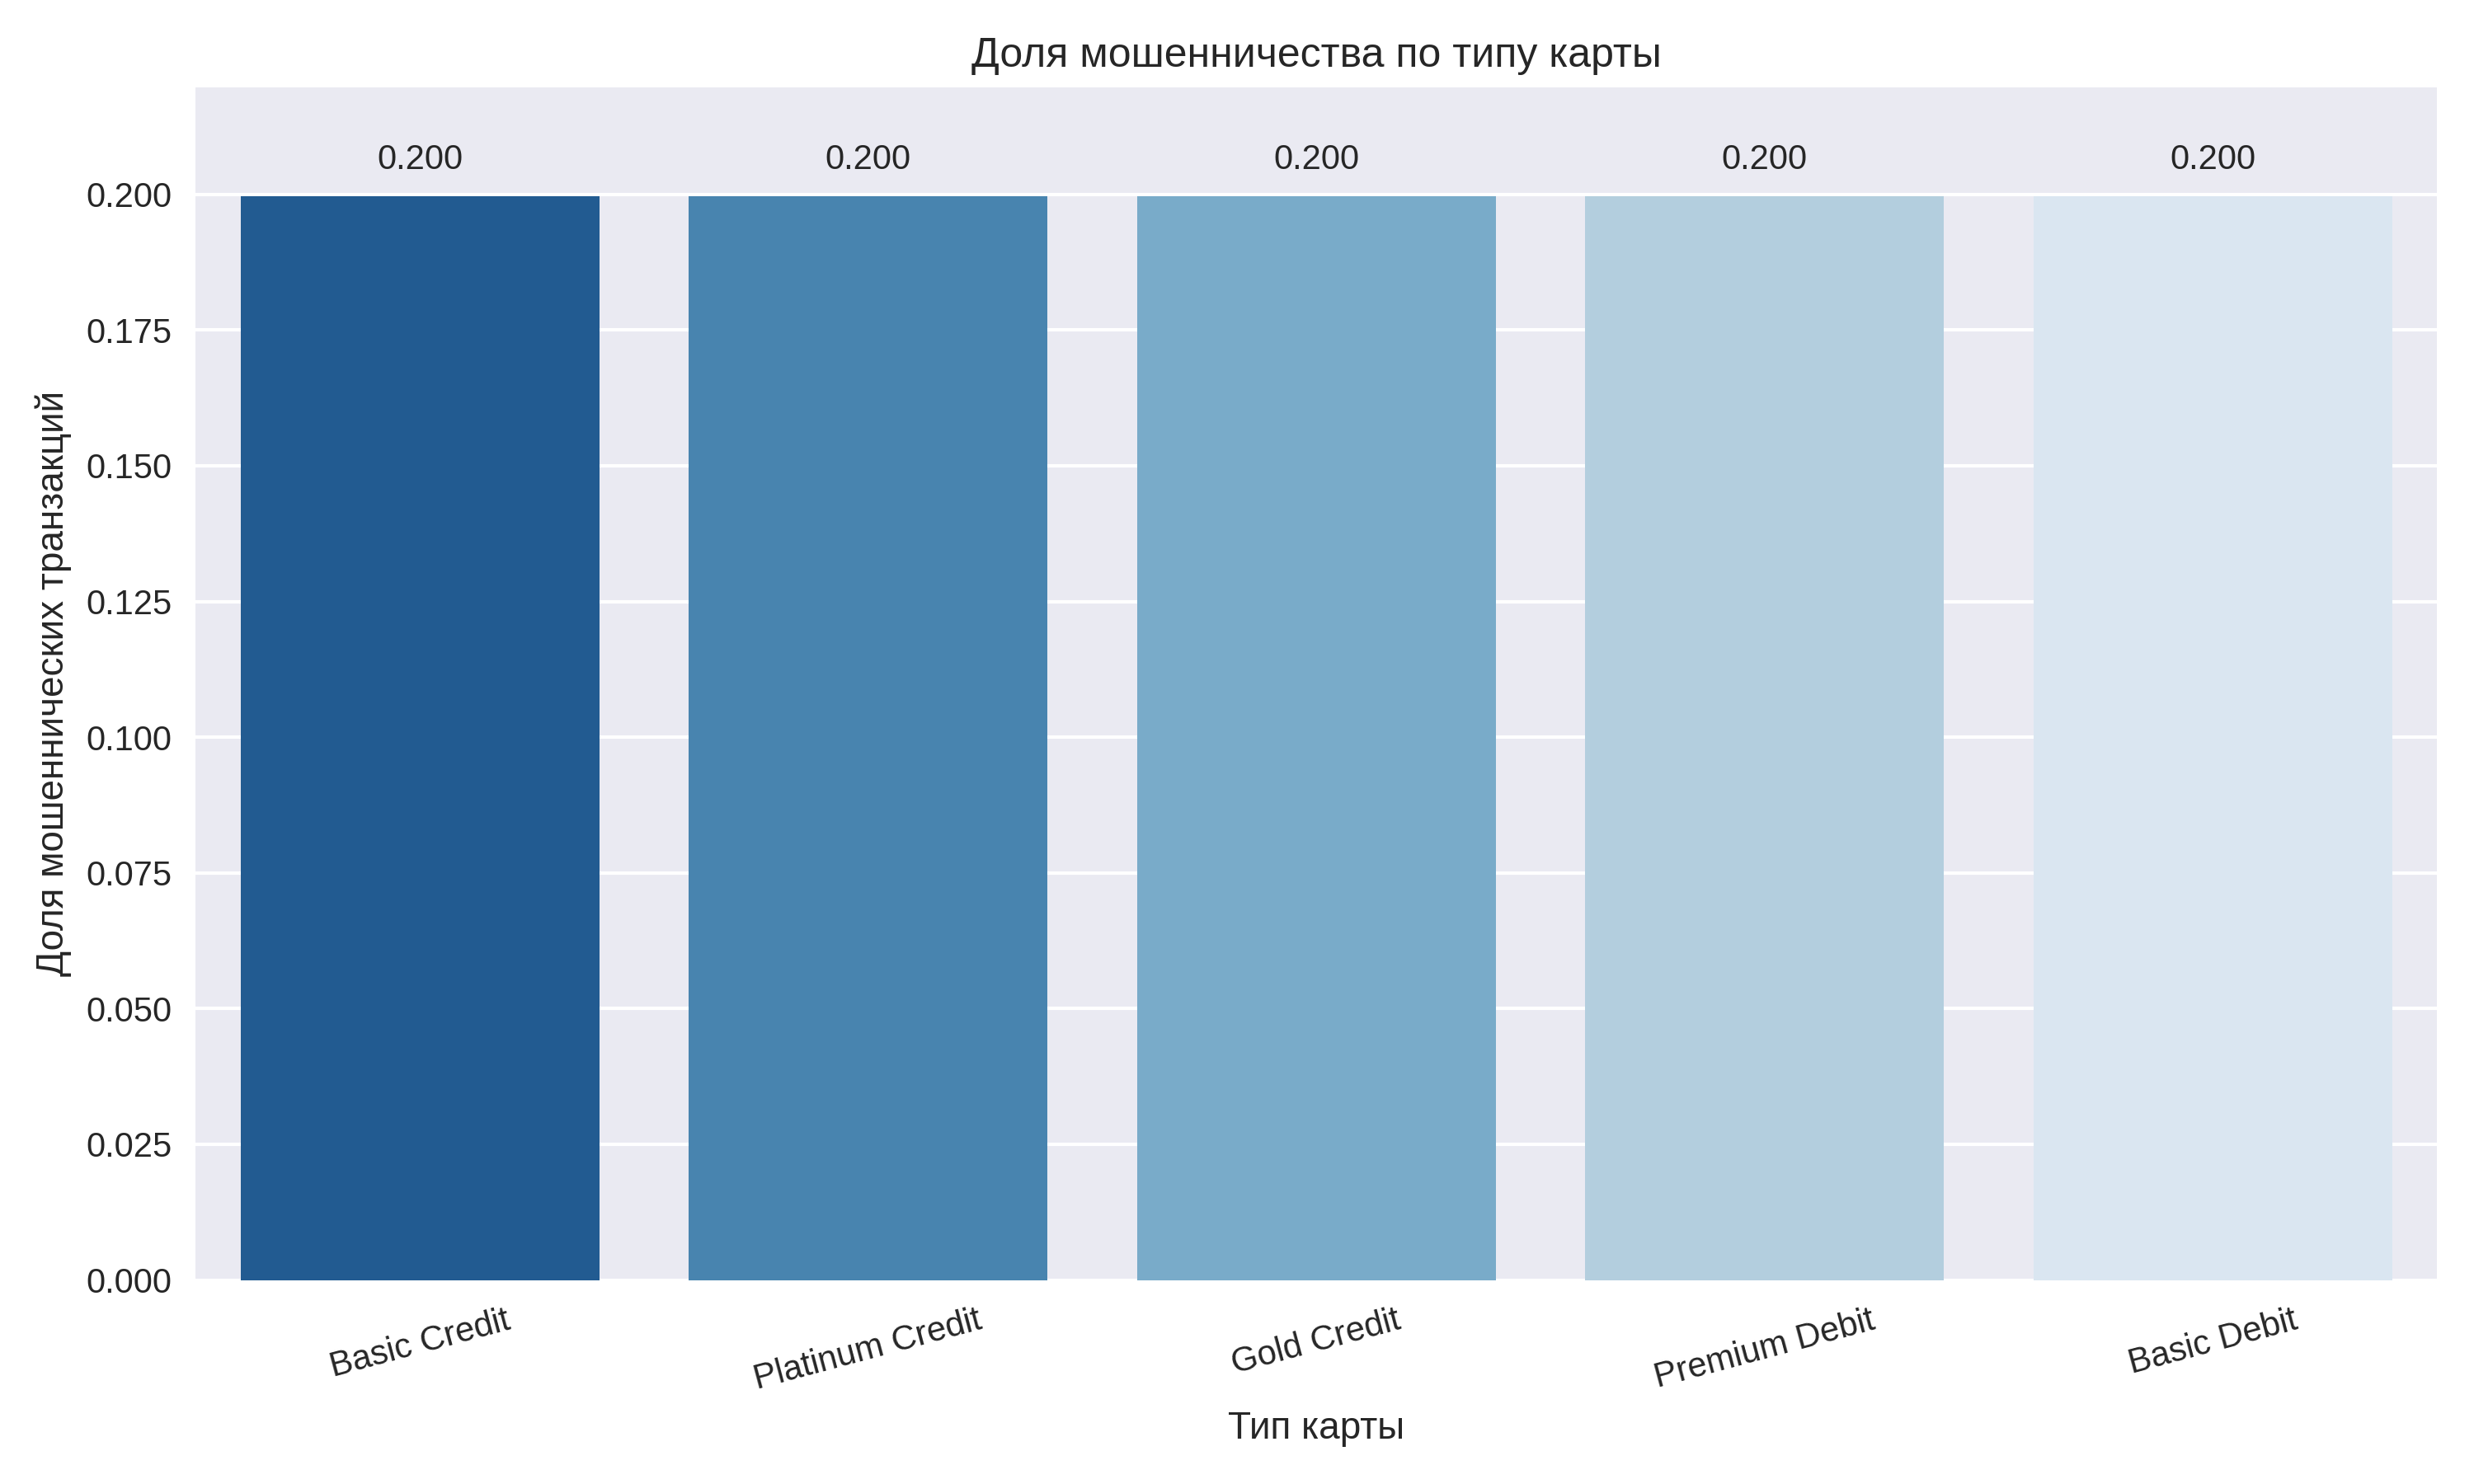 Доля мошенничества по типу карты
0.200 0.200 0.200 0.200 0.200
Доля мошеннических транзакций
0.200
0.175
0.150
0.125
0.100
0.075
0.050
0.025
0.000
Basic Credit Platinum Credit Gold Credit Premium Debit Basic Debit
Тип карты